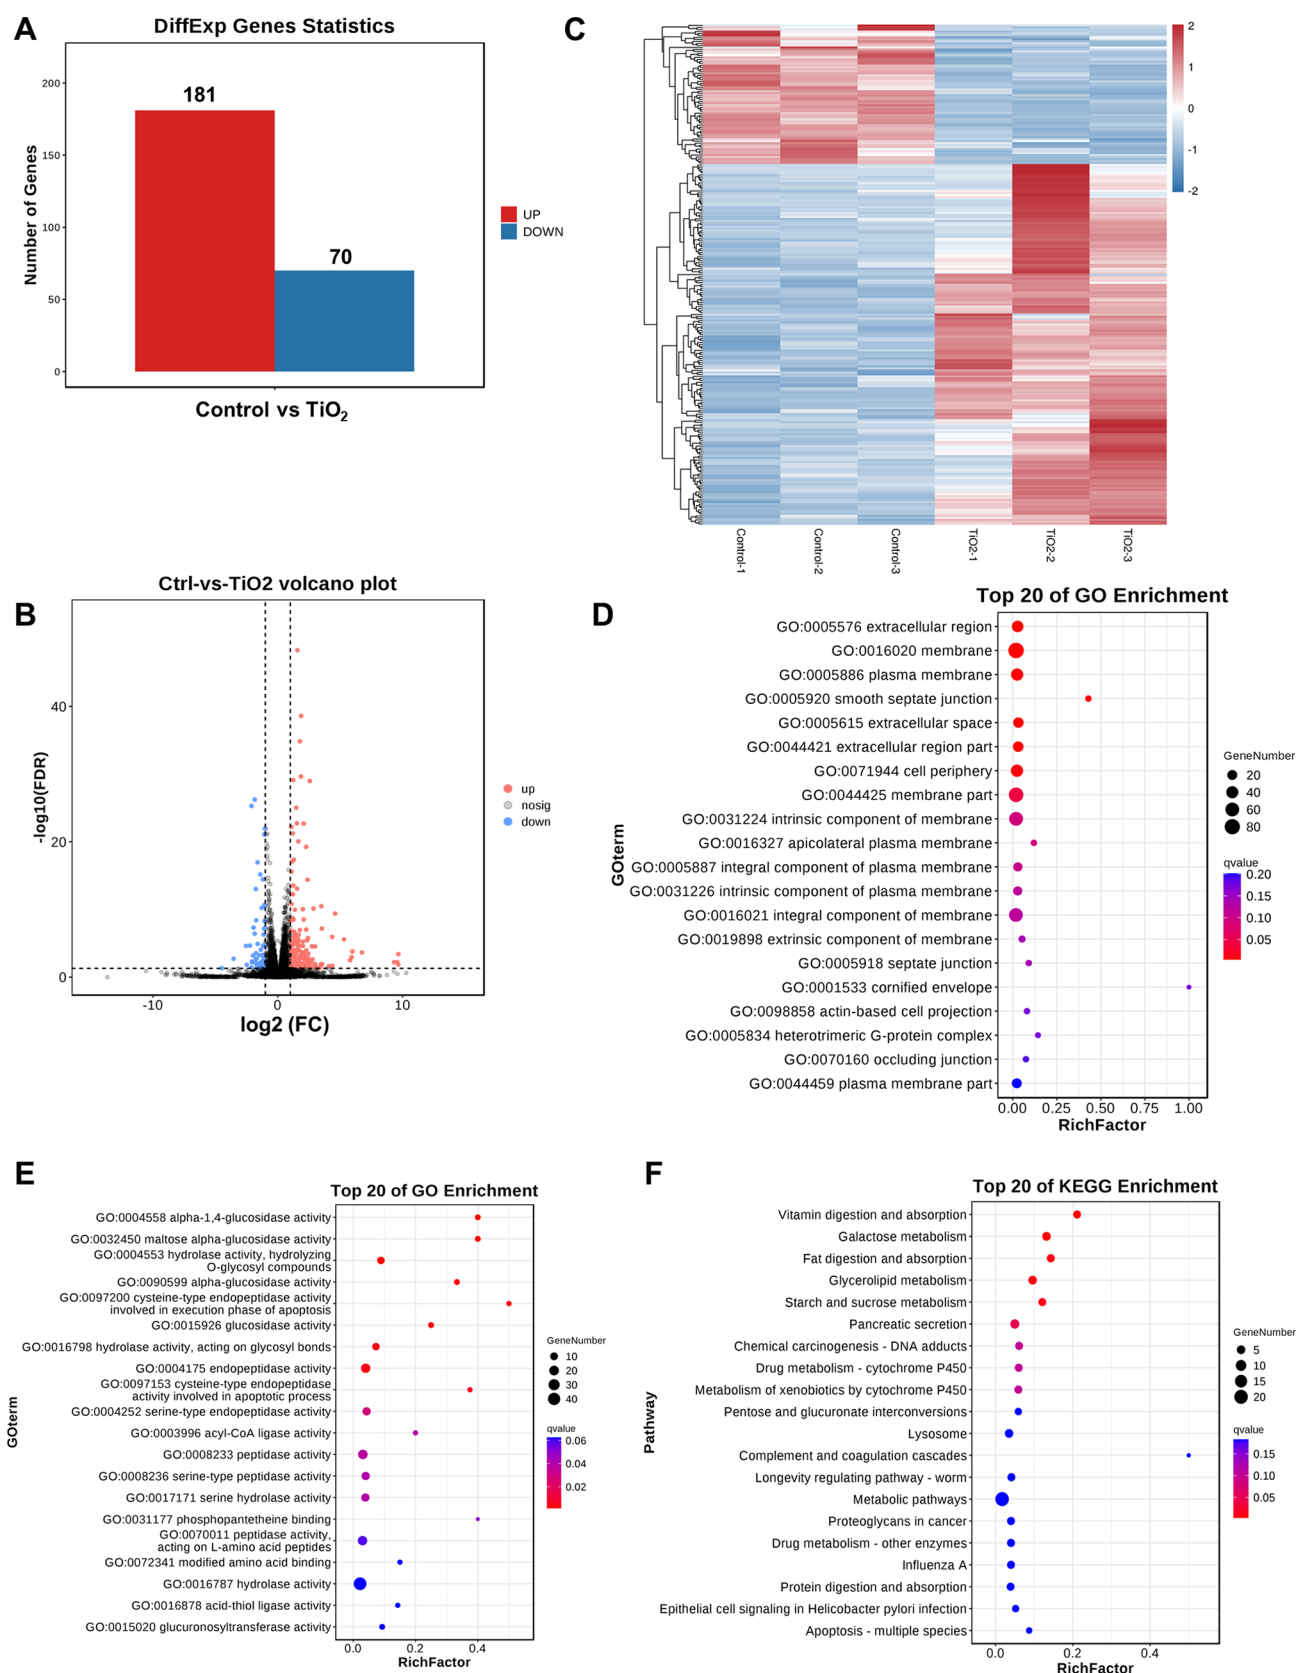 A
DiffExp Genes Statistics
Number of Genes
200
150
100
50
0
181
70
UP
DOWN
Control vs TiO2
B
Ctrl-vs-TiO2 volcano plot
-log10(FDR)
40
20
0
-10
0
10
log2 (FC)
up
nosig
down
C
2
1
0
-1
-2
Control-1
Control-2
Control-3
TiO2-1
TiO2-2
TiO2-3
D
Top 20 of GO Enrichment
GOterm
GO:0005576 extracellular region
GO:0016020 membrane
GO:0005886 plasma membrane
GO:0005920 smooth septate junction
GO:0005615 extracellular space
GO:0044421 extracellular region part
GO:0071944 cell periphery
GO:0044425 membrane part
GO:0031224 intrinsic component of membrane
GO:0016327 apicolateral plasma membrane
GO:0005887 integral component of plasma membrane
GO:0031226 intrinsic component of plasma membrane
GO:0016021 integral component of membrane
GO:0019898 extrinsic component of membrane
GO:0005918 septate junction
GO:0001533 cornified envelope
GO:0098858 actin-based cell projection
GO:0005834 heterotrimeric G-protein complex
GO:0070160 occluding junction
GO:0044459 plasma membrane part
0.00 0.25 0.50 0.75 1.00
RichFactor
GeneNumber
20
40
60
80
qvalue
0.20
0.15
0.10
0.05
E
Top 20 of GO Enrichment
GOterm
GO:0004558 alpha-1,4-glucosidase activity
GO:0032450 maltose alpha-glucosidase activity
GO:0004553 hydrolase activity, hydrolyzing
O-glycosyl compounds
GO:0090599 alpha-glucosidase activity
GO:0097200 cysteine-type endopeptidase activity
involved in execution phase of apoptosis
GO:0015926 glucosidase activity
GO:0016798 hydrolase activity, acting on glycosyl bonds
GO:0004175 endopeptidase activity
GO:0097153 cysteine-type endopeptidase
activity involved in apoptotic process
GO:0004252 serine-type endopeptidase activity
GO:0003996 acyl-CoA ligase activity
GO:0008233 peptidase activity
GO:0008236 serine-type peptidase activity
GO:0017171 serine hydrolase activity
GO:0031177 phosphopantetheine binding
GO:0070011 peptidase activity,
acting on L-amino acid peptides
GO:0072341 modified amino acid binding
GO:0016787 hydrolase activity
GO:0016878 acid-thiol ligase activity
GO:0015020 glucuronosyltransferase activity
0.0 0.2 0.4
RichFactor
GeneNumber
10
20
30
40
qvalue
0.06
0.04
0.02
F
Top 20 of KEGG Enrichment
Pathway
Vitamin digestion and absorption
Galactose metabolism
Fat digestion and absorption
Glycerolipid metabolism
Starch and sucrose metabolism
Pancreatic secretion
Chemical carcinogenesis - DNA adducts
Drug metabolism - cytochrome P450
Metabolism of xenobiotics by cytochrome P450
Pentose and glucuronate interconversions
Lysosome
Complement and coagulation cascades
Longevity regulating pathway - worm
Metabolic pathways
Proteoglycans in cancer
Drug metabolism - other enzymes
Influenza A
Protein digestion and absorption
Epithelial cell signaling in Helicobacter pylori infection
Apoptosis - multiple species
0.0 0.2 0.4
RichFactor
GeneNumber
5
10
15
20
qvalue
0.15
0.10
0.05